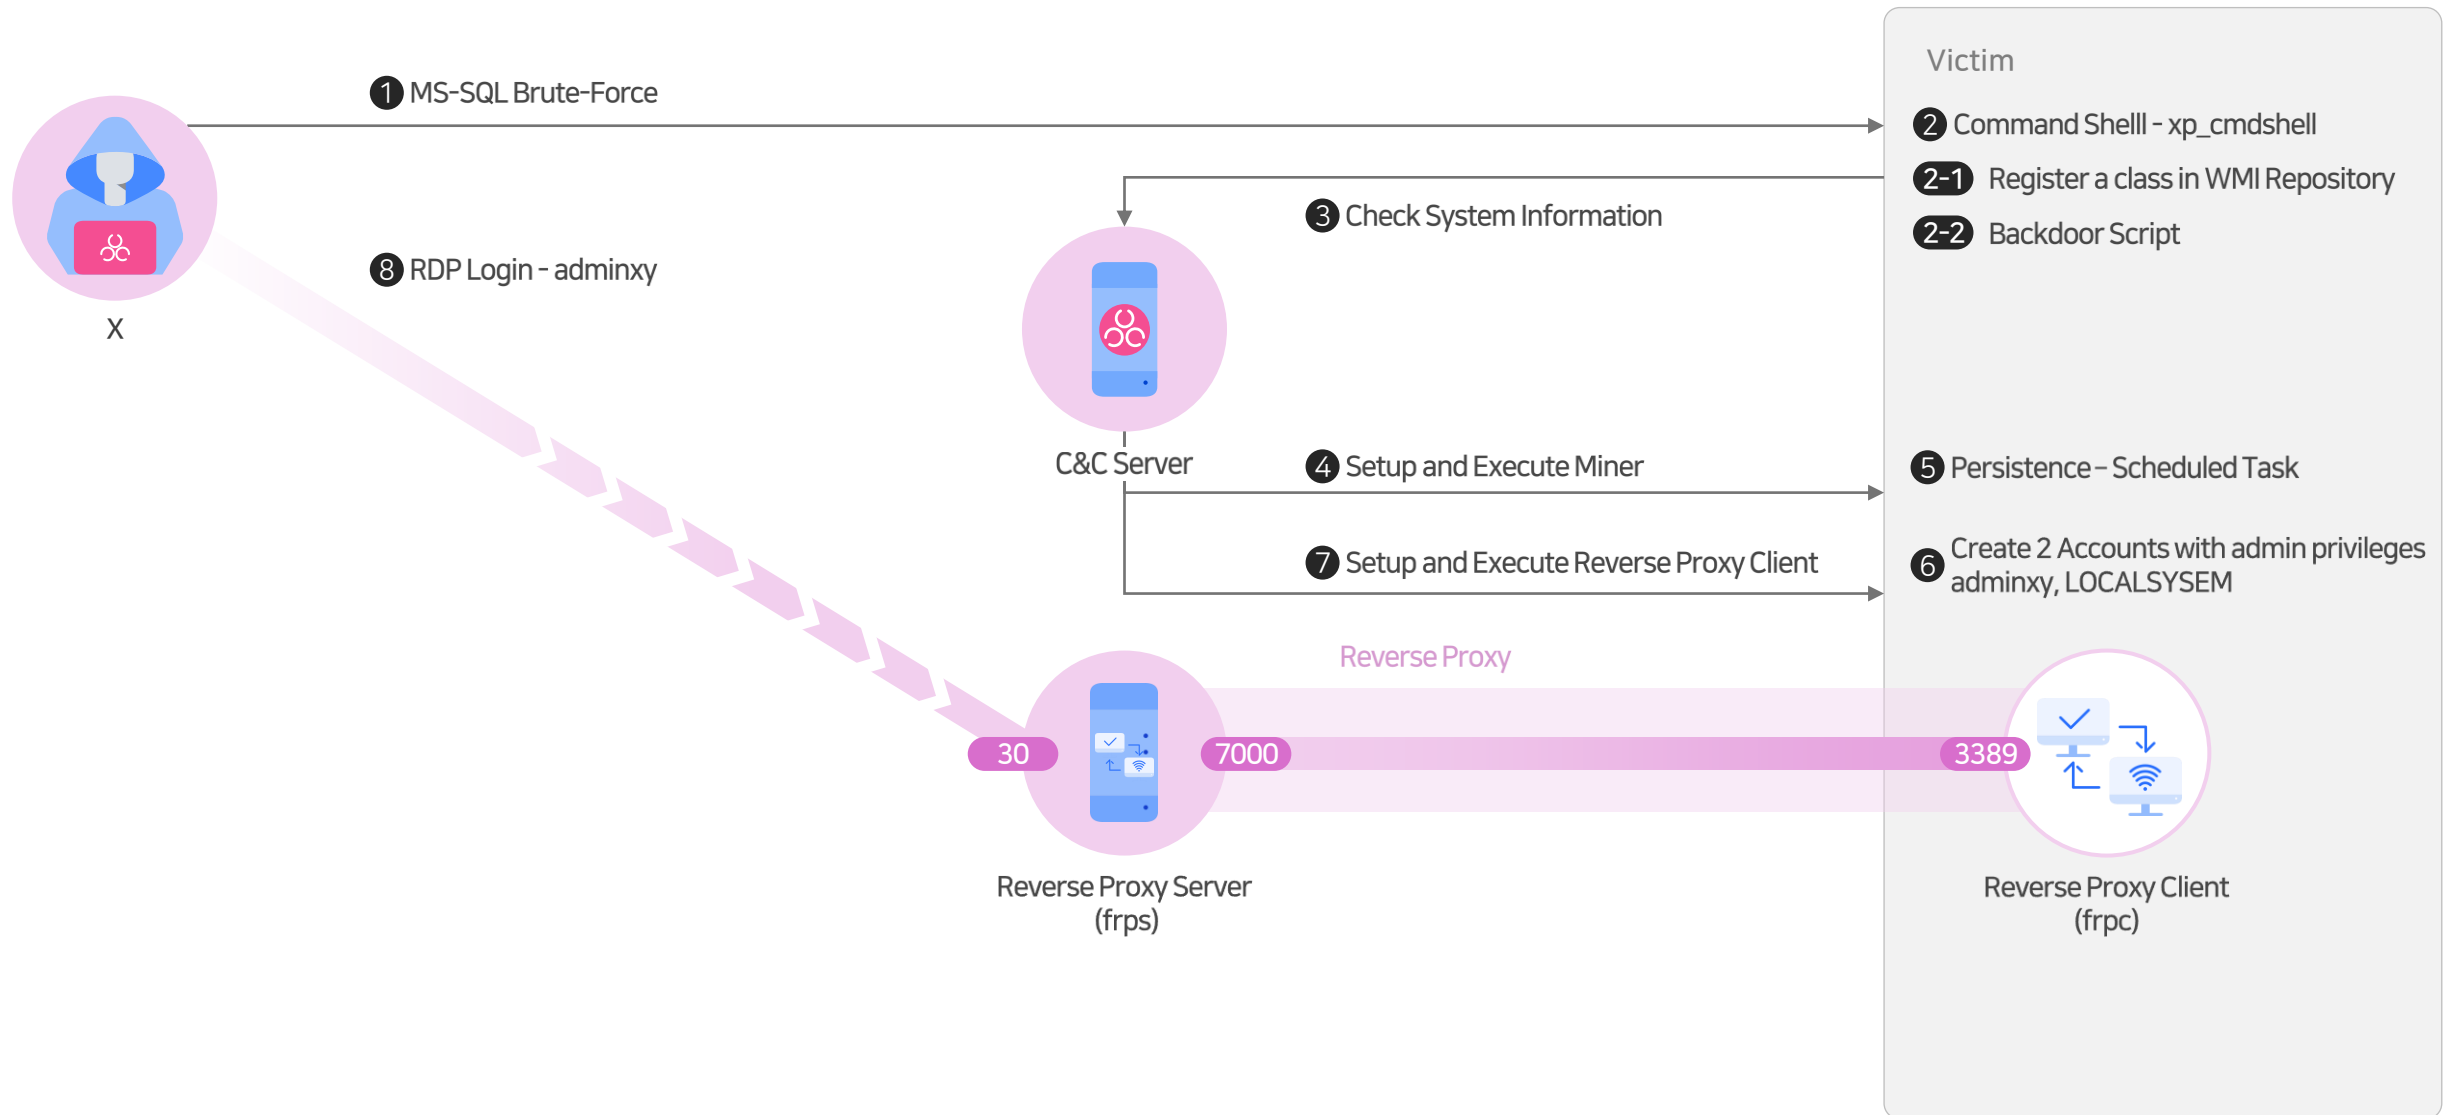 Victim
1 MS-SQL Brute-Force
2 Command Shelll - xp_cmdshell
2-1 Register a class in WMI Repository
3 Check System Information
2-2 Backdoor Script
8 RDP Login - adminxy
X
C&C Server
4 Setup and Execute Miner
5 Persistence - Scheduled Task
7 Setup and Execute Reverse Proxy Client
6 Create 2 Accounts with admin privileges
adminxy, LOCALSYSEM
Reverse Proxy
30
7000
3389
Reverse Proxy Server
(frps)
Reverse Proxy Client
(frpc)